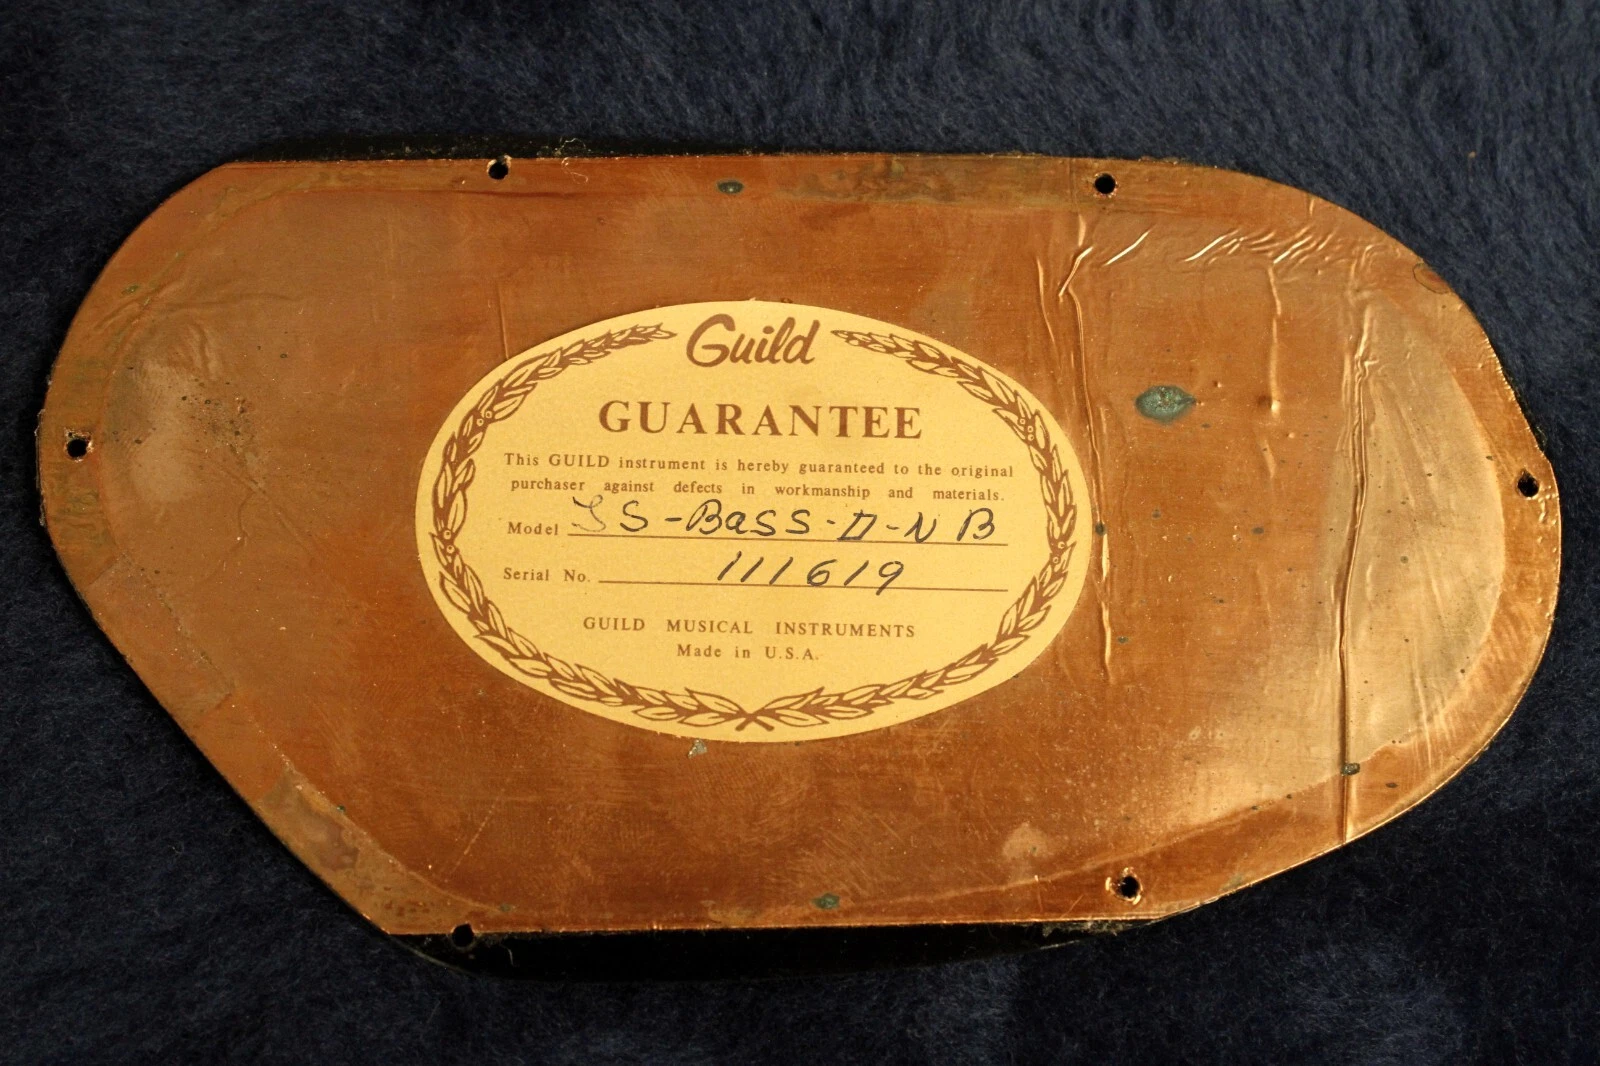 Guild
GUARANTEE
This GUILD instrument is hereby guaranteed to the original
purchaser against defects in workmanship and materials.
Model JS-BaSS-II-N B
Serial No. 111619
GUILD MUSICAL INSTRUMENTS
Made in U.S.A.